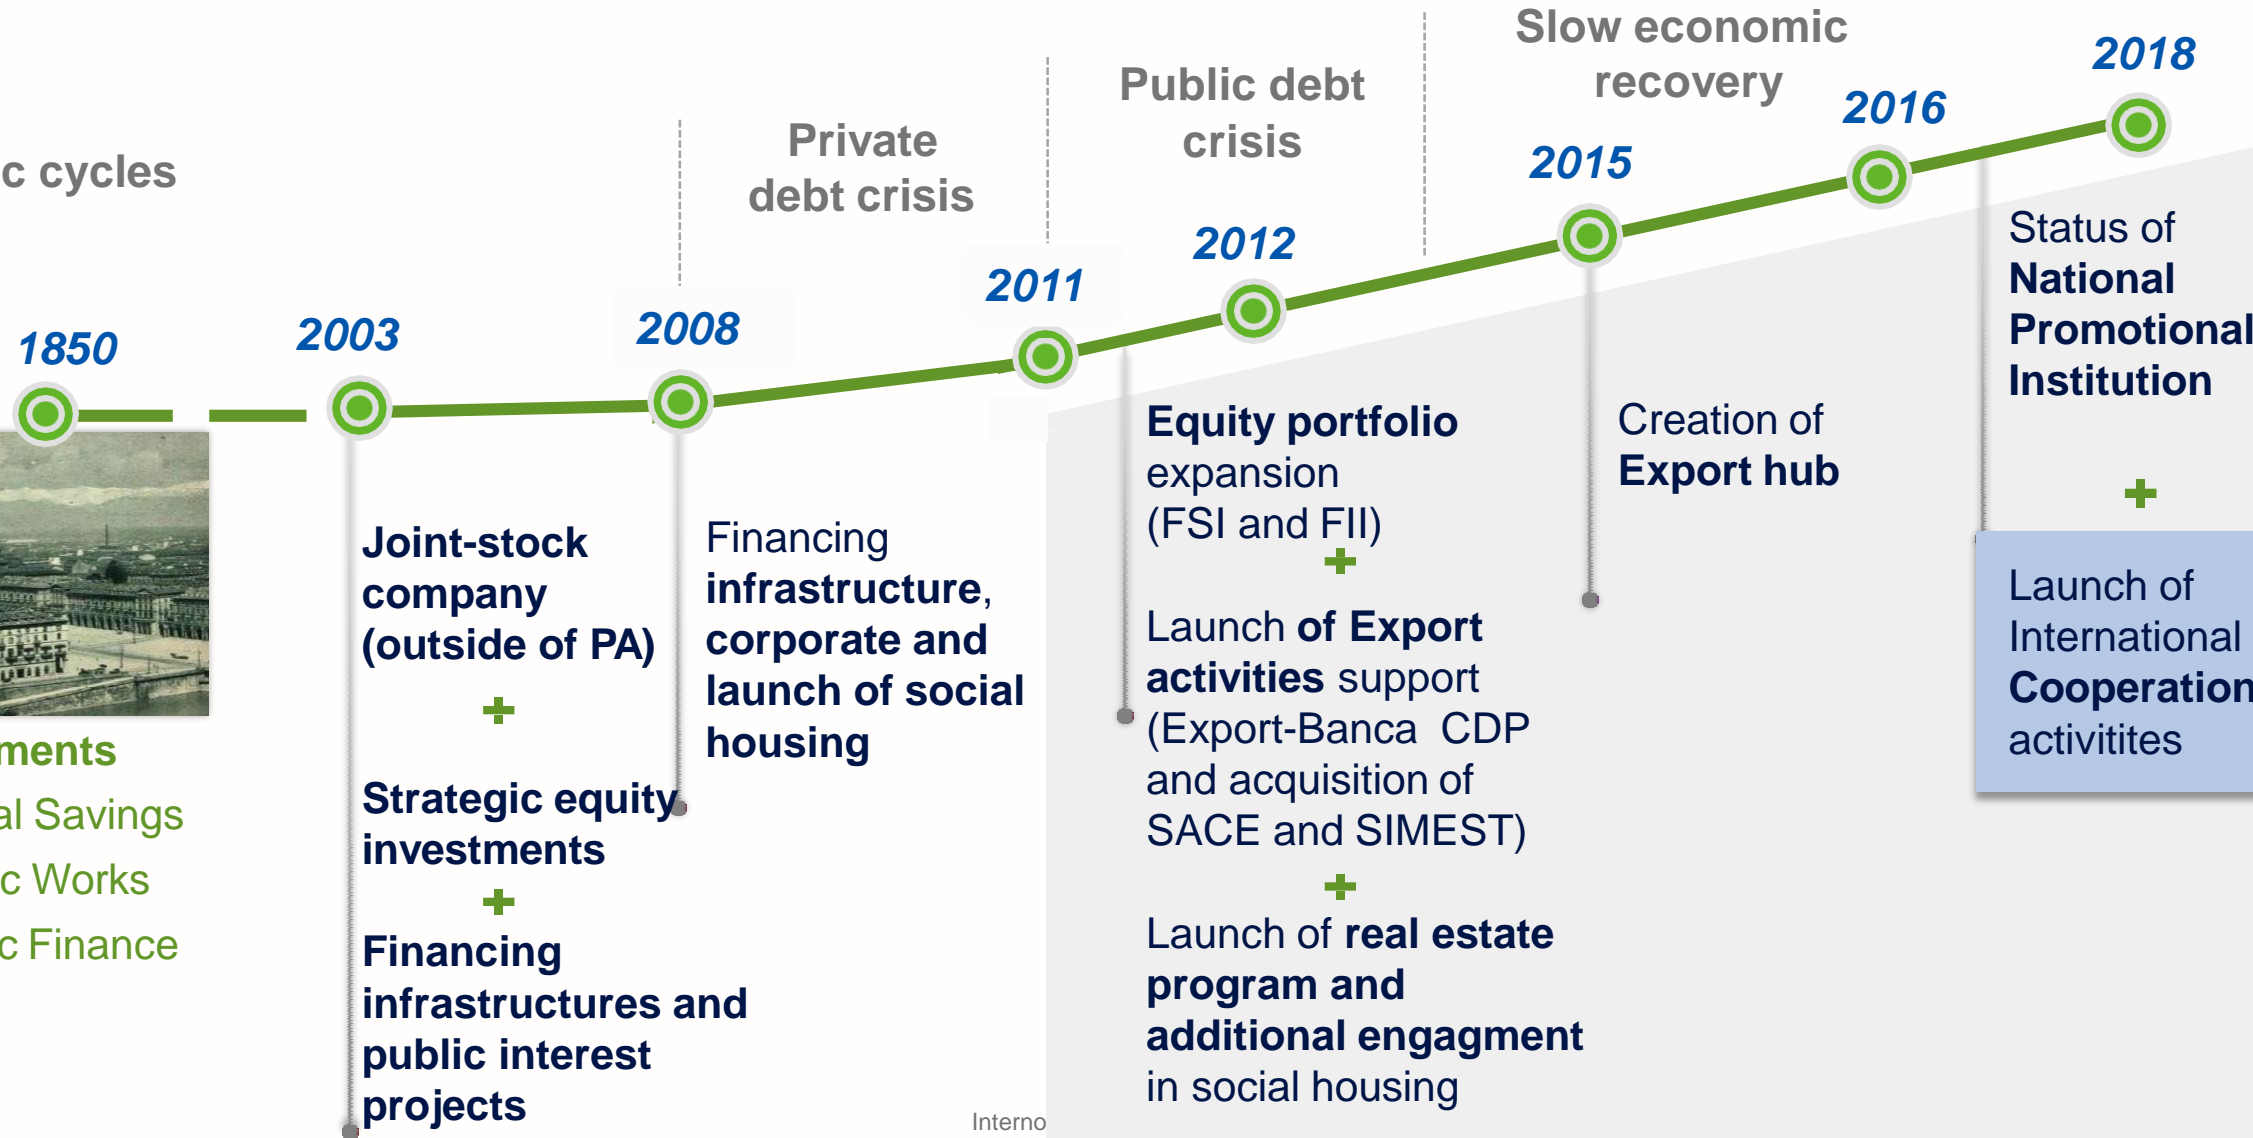 c cycles
Private
debt crisis
Public debt
crisis
Slow economic
recovery
1850
2003
2008
2011
2012
2015
2016
2018
ments
al Savings
c Works
c Finance
Joint-stock
company
(outside of PA)
Strategic equity
investments
Financing
infrastructures and
public interest
projects
Financing
infrastructure,
corporate and
launch of social
housing
Equity portfolio
expansion
(FSI and FII)
Launch of Export
activities support
(Export-Banca CDP
and acquisition of
SACE and SIMEST)
Launch of real estate
program and
additional engagment
in social housing
Creation of
Export hub
Status of
National
Promotional
Institution
Launch of
International
Cooperation
activitites
Interno